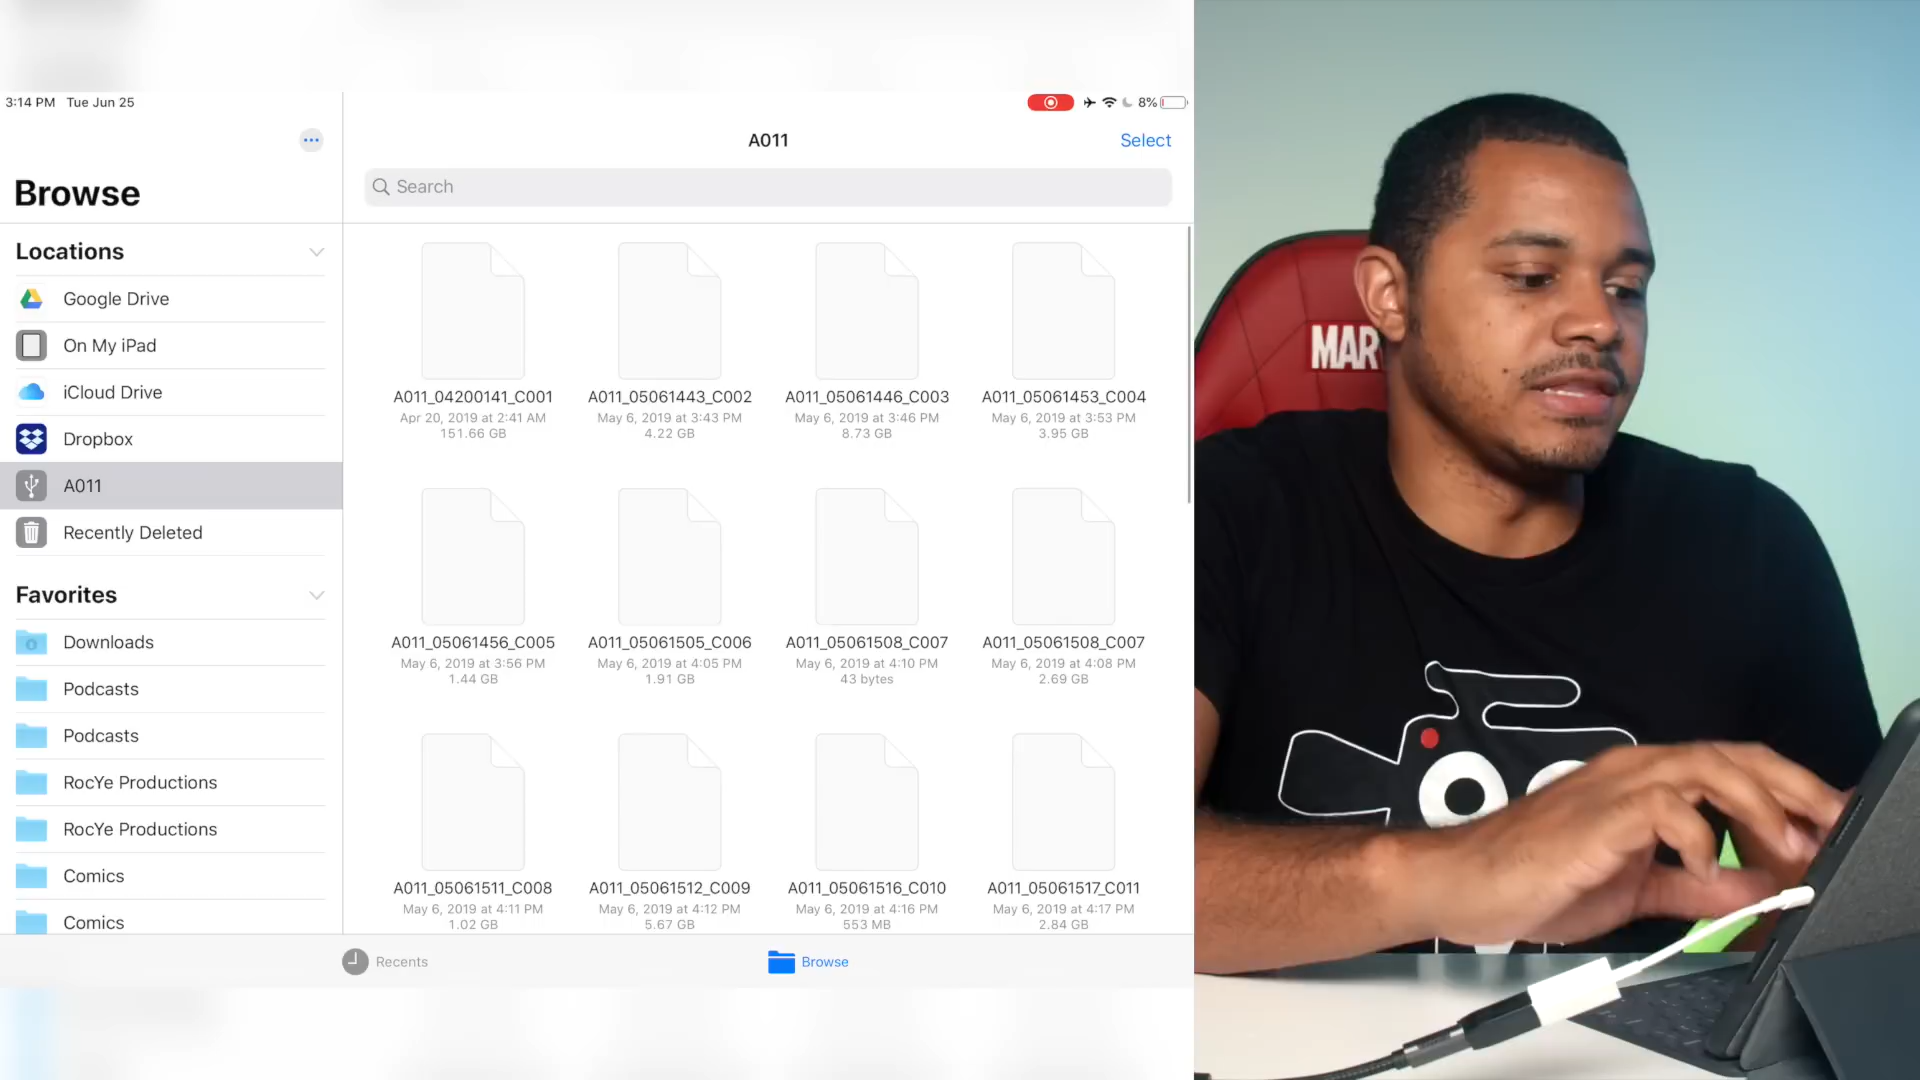 3:14 PM Tue Jun 25
8%
A011
Select
Search
Browse
Locations
Google Drive
On My iPad
iCloud Drive
Dropbox
A011
Recently Deleted
Favorites
Downloads
Podcasts
Podcasts
RocYe Productions
RocYe Productions
Comics
Comics
A011_04200141_C001
Apr 20, 2019 at 2:41 AM
151.66 GB
A011_05061443_C002
May 6, 2019 at 3:43 PM
4.22 GB
A011_05061446_C003
May 6, 2019 at 3:46 PM
8.73 GB
A011_05061453_C004
May 6, 2019 at 3:53 PM
3.95 GB
A011_05061456_C005
May 6, 2019 at 3:56 PM
1.44 GB
A011_05061505_C006
May 6, 2019 at 4:05 PM
1.91 GB
A011_05061508_C007
May 6, 2019 at 4:10 PM
43 bytes
A011_05061508_C007
May 6, 2019 at 4:08 PM
2.69 GB
A011_05061511_C008
May 6, 2019 at 4:11 PM
1.02 GB
A011_05061512_C009
May 6, 2019 at 4:12 PM
5.67 GB
A011_05061516_C010
May 6, 2019 at 4:16 PM
553 MB
A011_05061517_C011
May 6, 2019 at 4:17 PM
2.84 GB
Recents
Browse
MAR